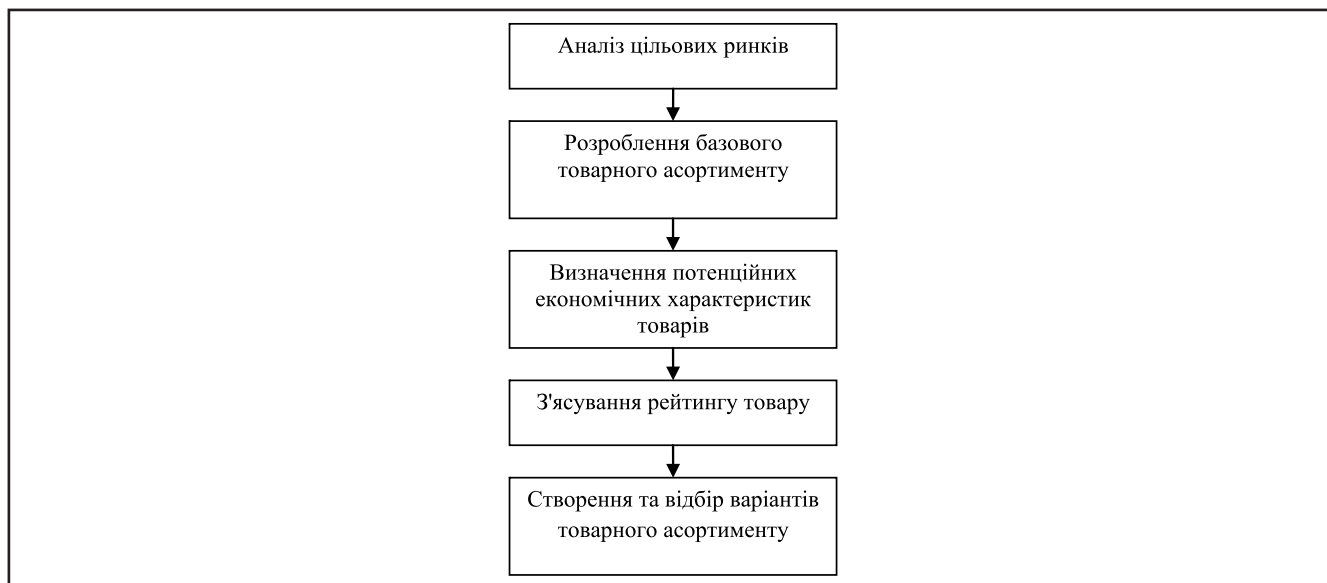 Аналіз цільових ринків
Розроблення базового
товарного асортименту
Визначення потенційних
економічних характеристик
товарів
З'ясування рейтингу товару
Створення та відбір варіантів
товарного асортименту